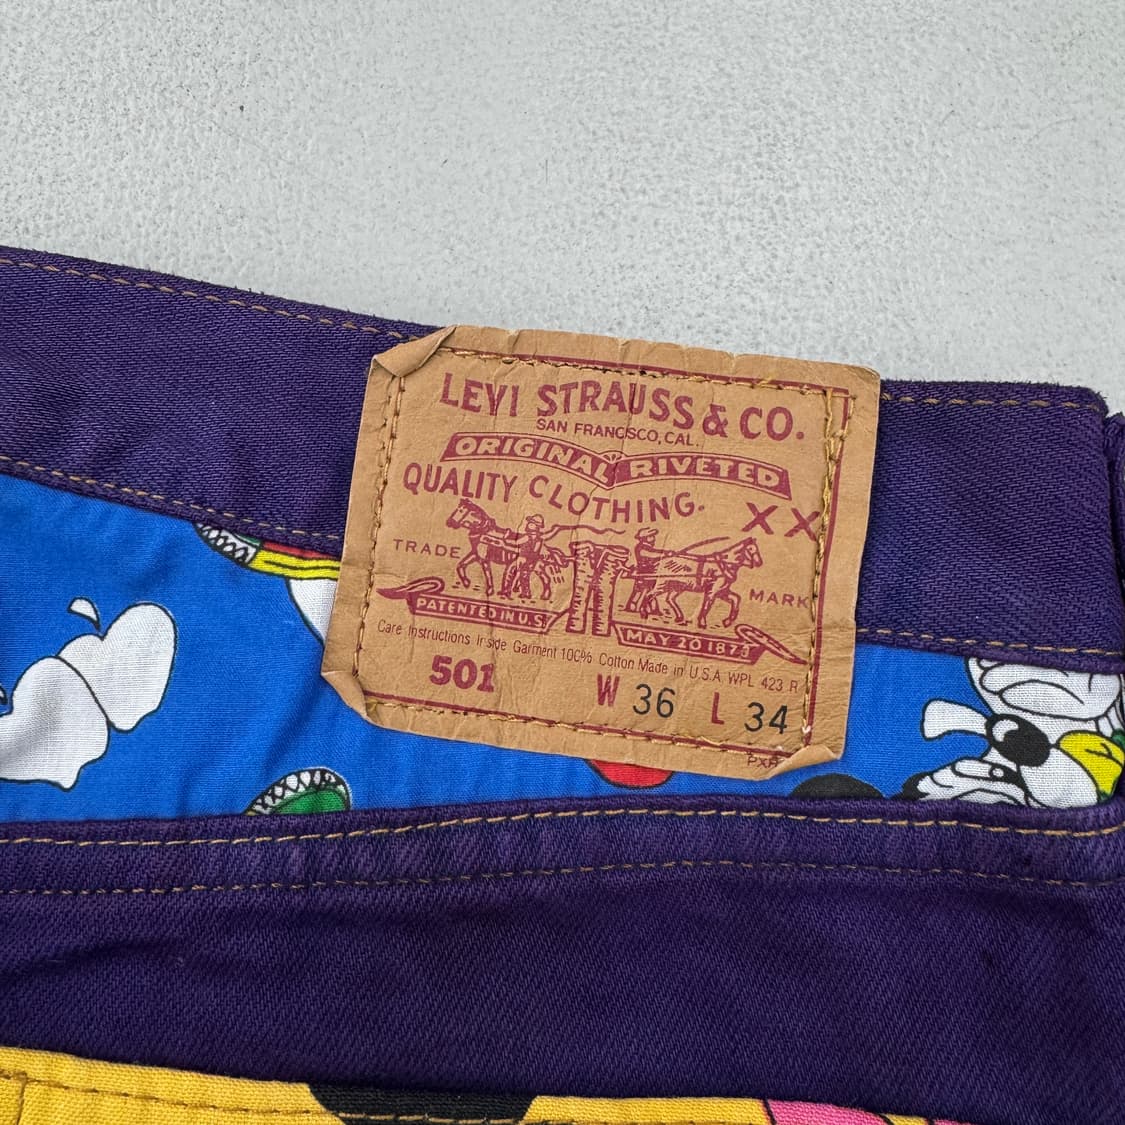 LEVI STRAUSS & CO.
SAN FRANCISCO, CAL.
ORIGINAL RIVETED
QUALITY CLOTHING.
XX
TRADE MARK
PATENTED IN U.S.
MAY 20 1873
Care Instructions Inside Garment 100% Cotton Made in U.S.A WPL 423 R
501 W 36 L 34